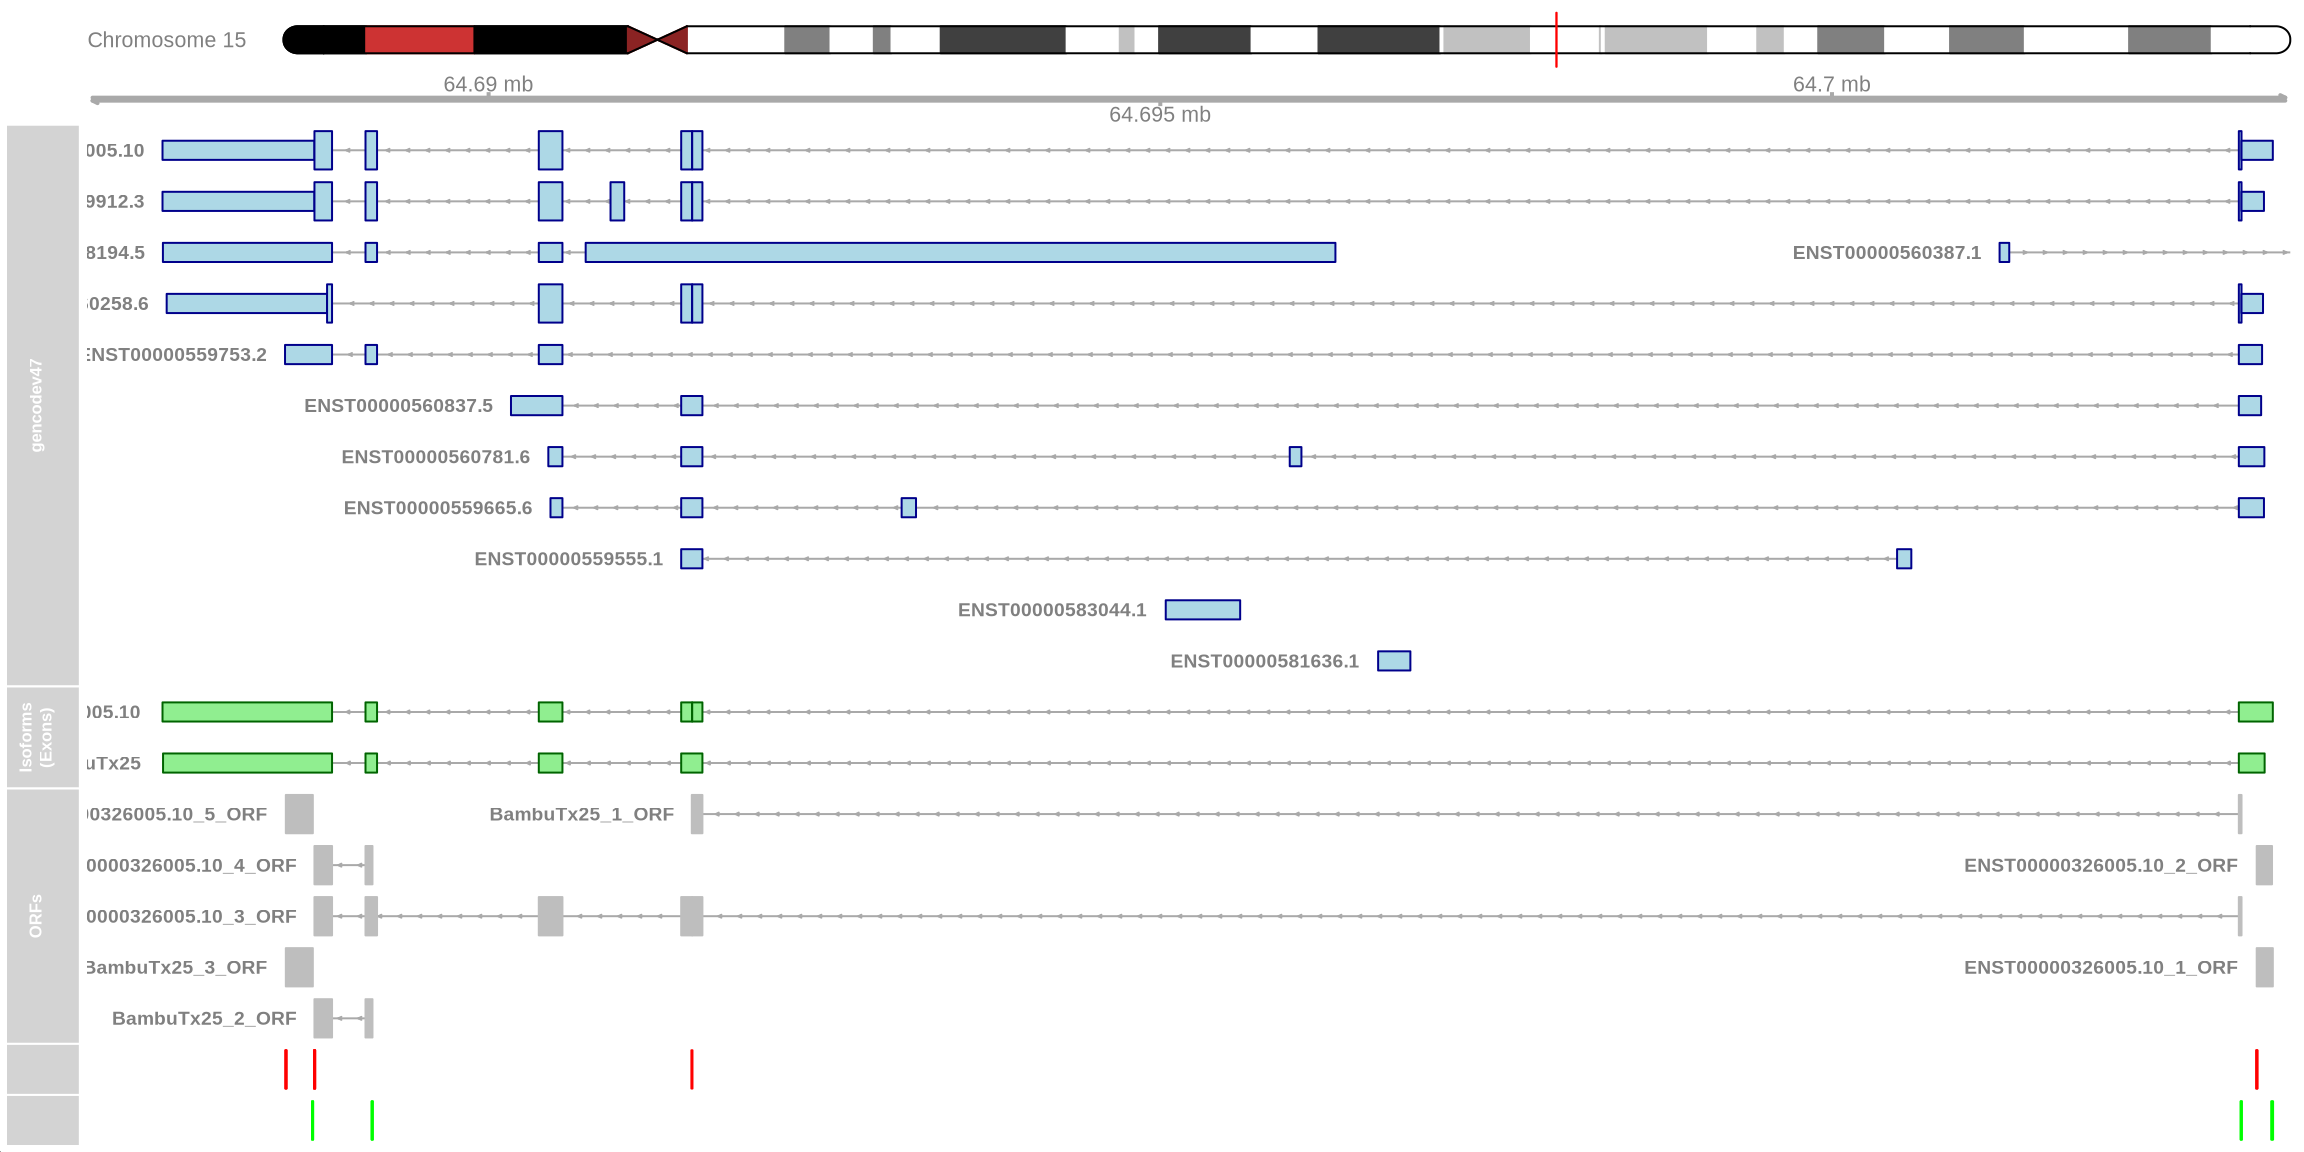 Chromosome 15
64.69 mb
64.7 mb
64.695 mb
gencodev47
005.10
9912.3
8194.5
ENST00000560387.1
0258.6
ENST00000559753.2
ENST00000560837.5
ENST00000560781.6
ENST00000559665.6
ENST00000559555.1
ENST00000583044.1
ENST00000581636.1
Isoforms
(Exons)
005.10
uTx25
ORFs
00326005.10_5_ORF
BambuTx25_1_ORF
0000326005.10_4_ORF
ENST00000326005.10_2_ORF
0000326005.10_3_ORF
BambuTx25_3_ORF
ENST00000326005.10_1_ORF
BambuTx25_2_ORF